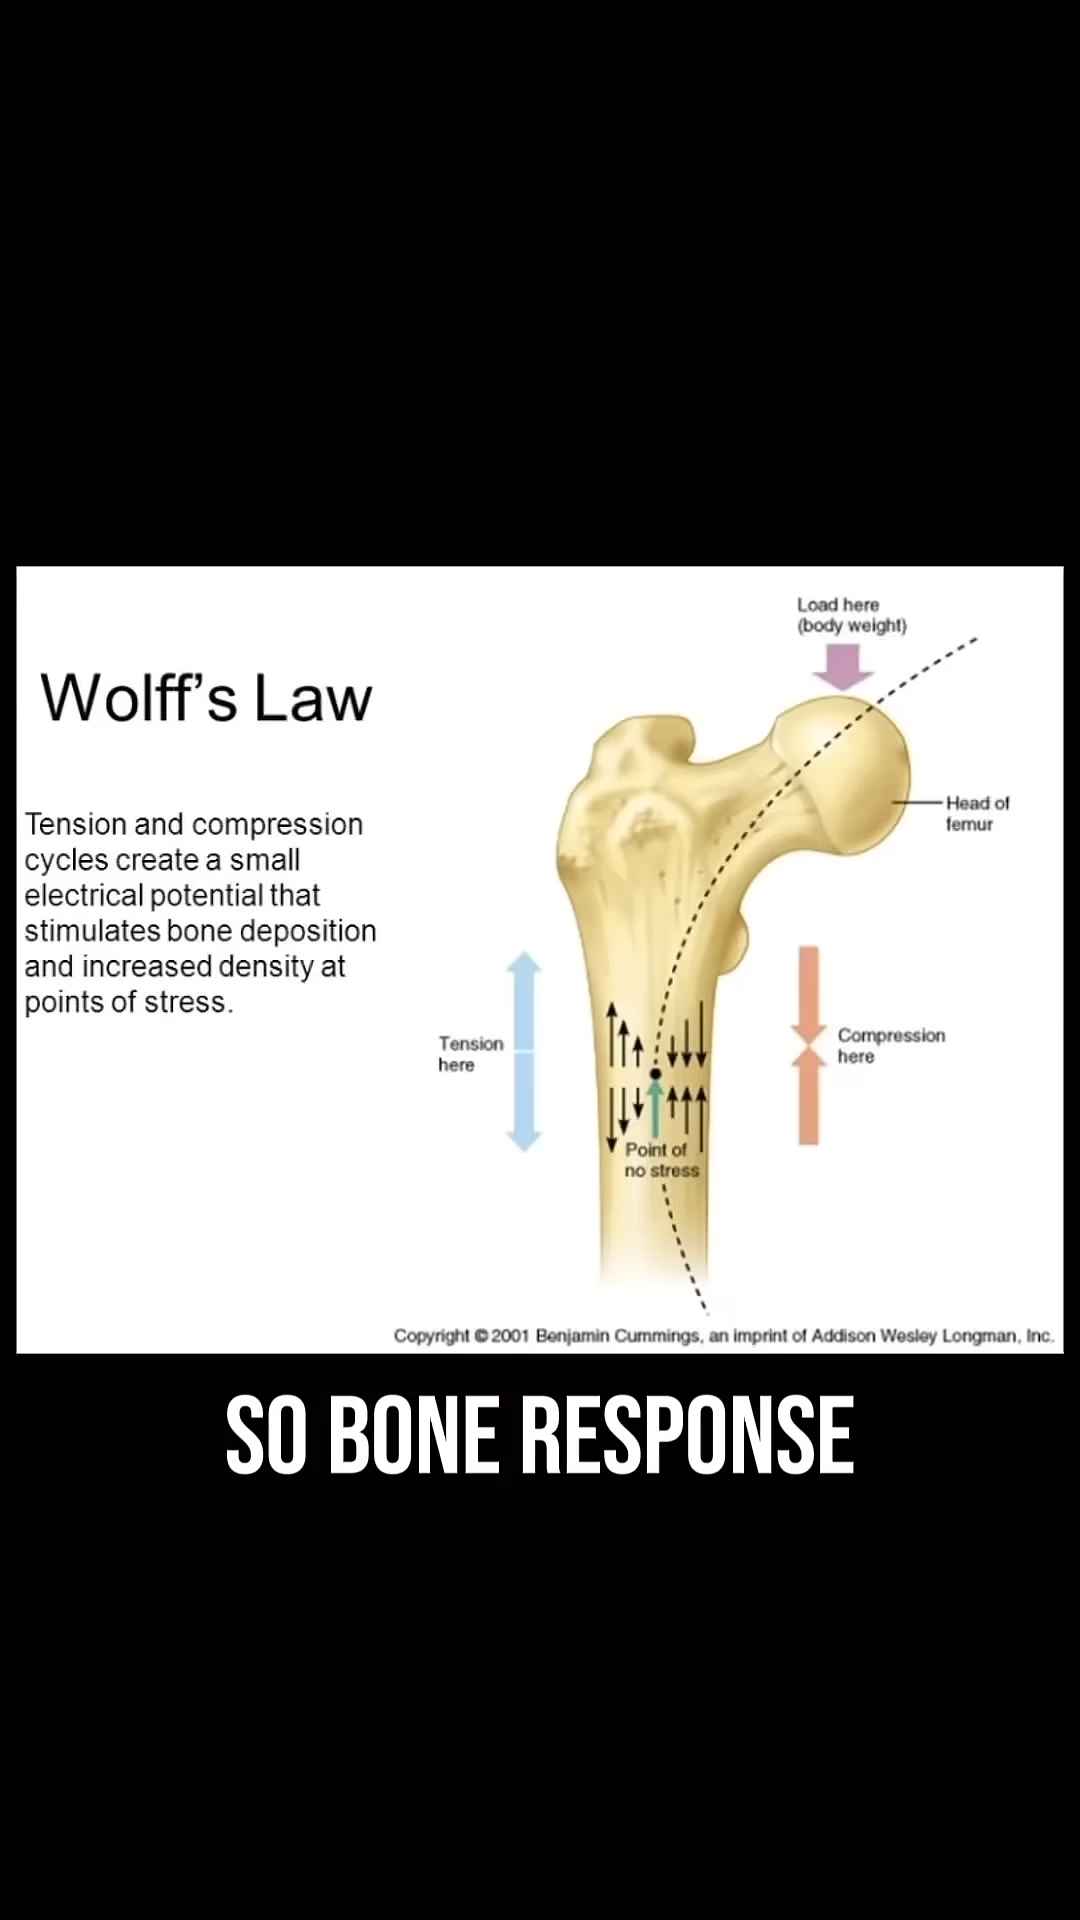 Load here
(body weight)
Wolff’s Law
Head of
femur
Tension and compression
cycles create a small
electrical potential that
stimulates bone deposition
and increased density at
points of stress.
Tension
here
Compression
here
Point of
no stress
Copyright © 2001 Benjamin Cummings, an imprint of Addison Wesley Longman, Inc.
SO BONE RESPONSE